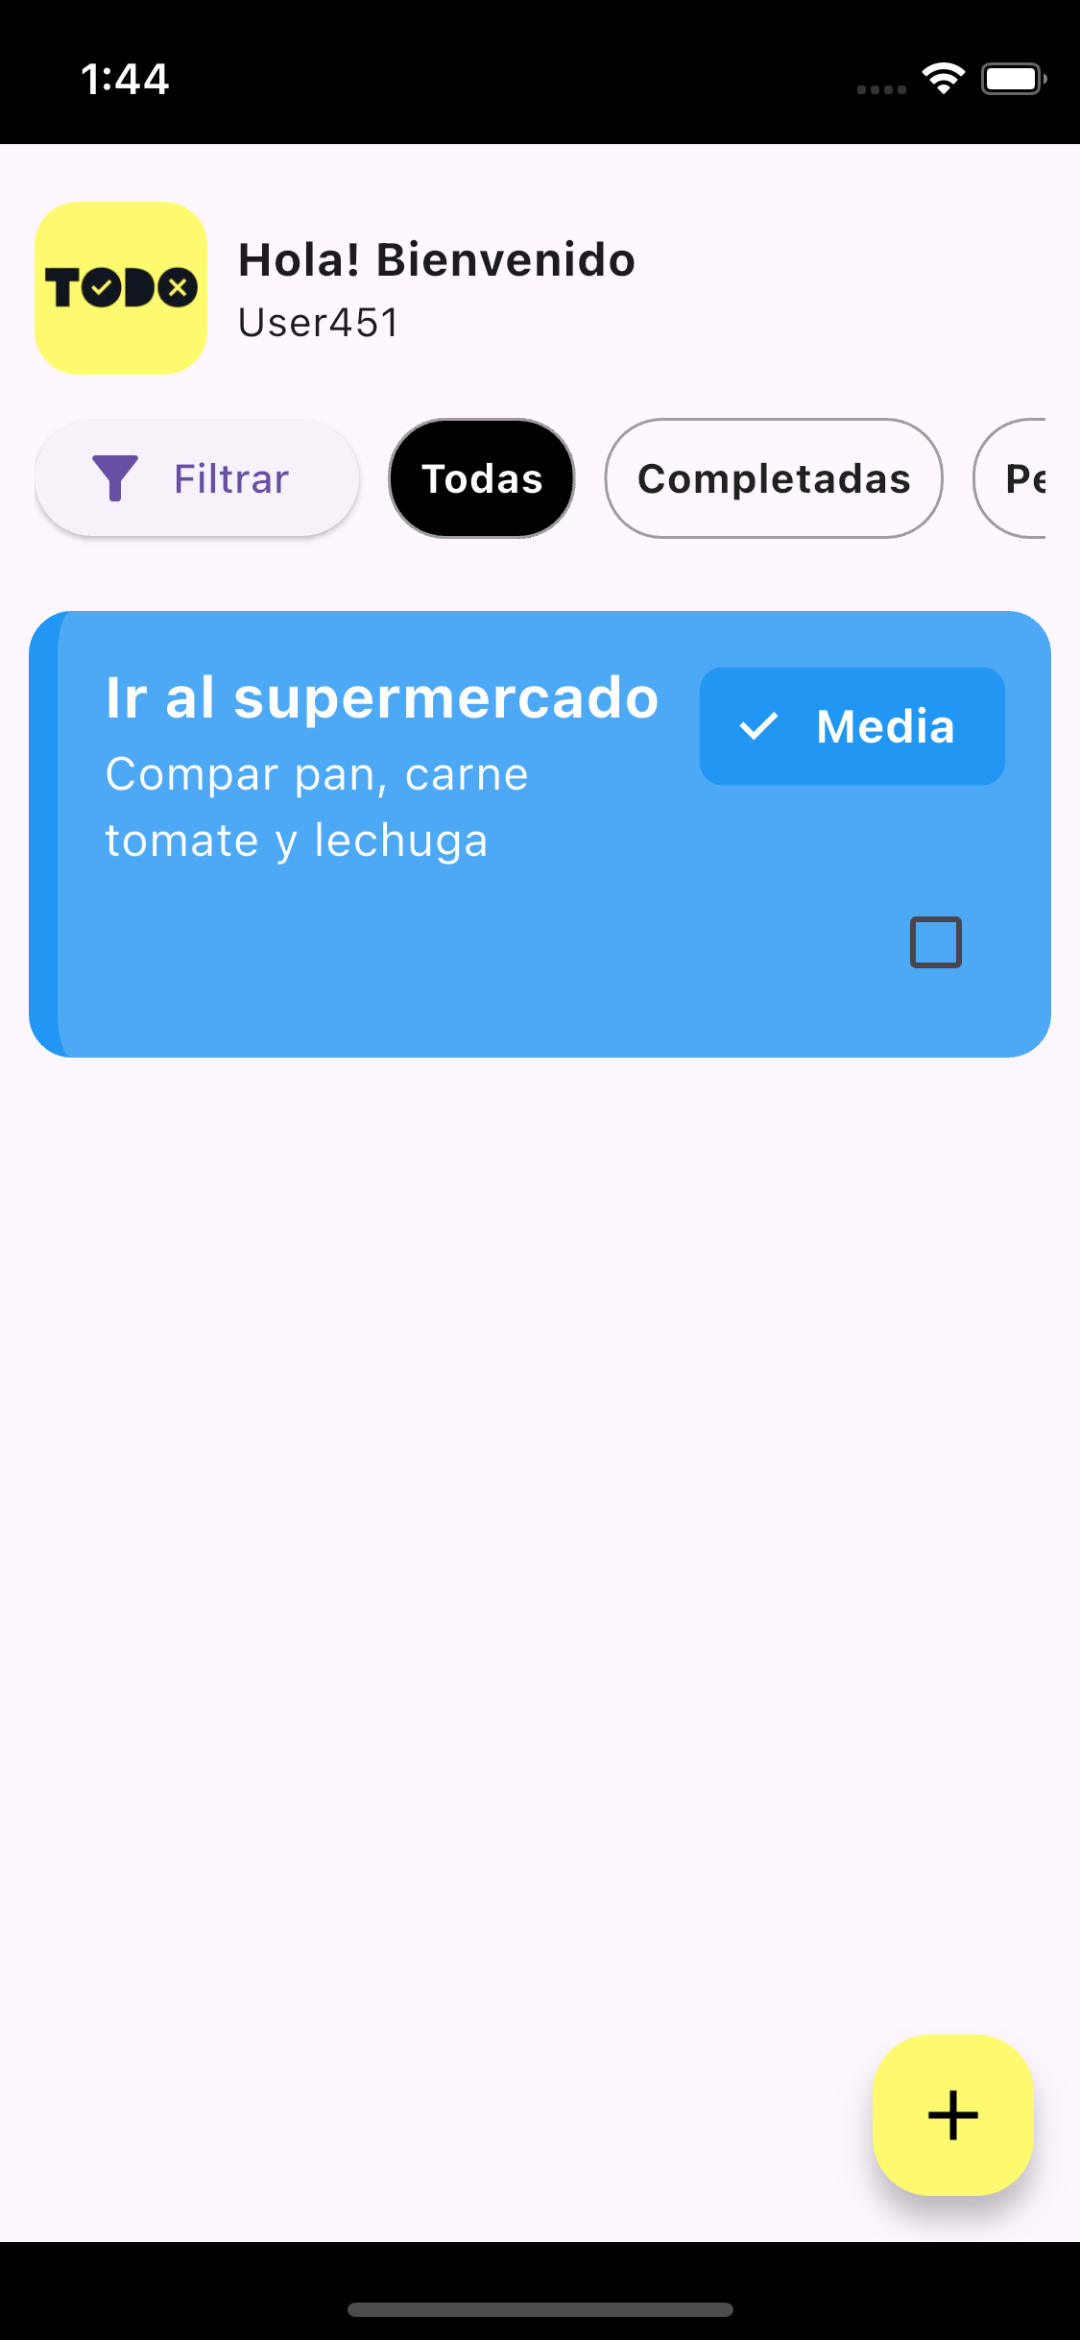 1:44
TODO
Hola! Bienvenido
User451
Filtrar
Todas
Completadas
Pe
Ir al supermercado
Media
Compar pan, carne
tomate y lechuga